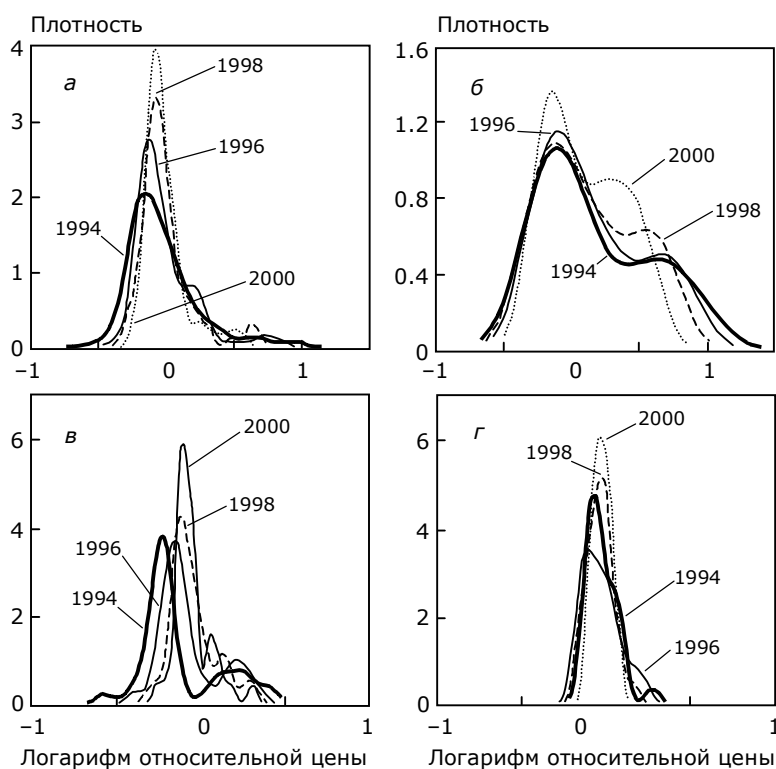 Плотность Плотность
4 1.6
а 1998 б
3 1996 1.2
1996 2000
2 0.8
1994 1998
1 2000 1994 0.4
0 0
−1 0 1 −1 0 1
в 2000 г 2000
6 6
1998 1998
4 4
1996 1994
1994
2 2
1996
0 0
−1 0 1 −1 0 1
Логарифм относительной цены Логарифм относительной цены